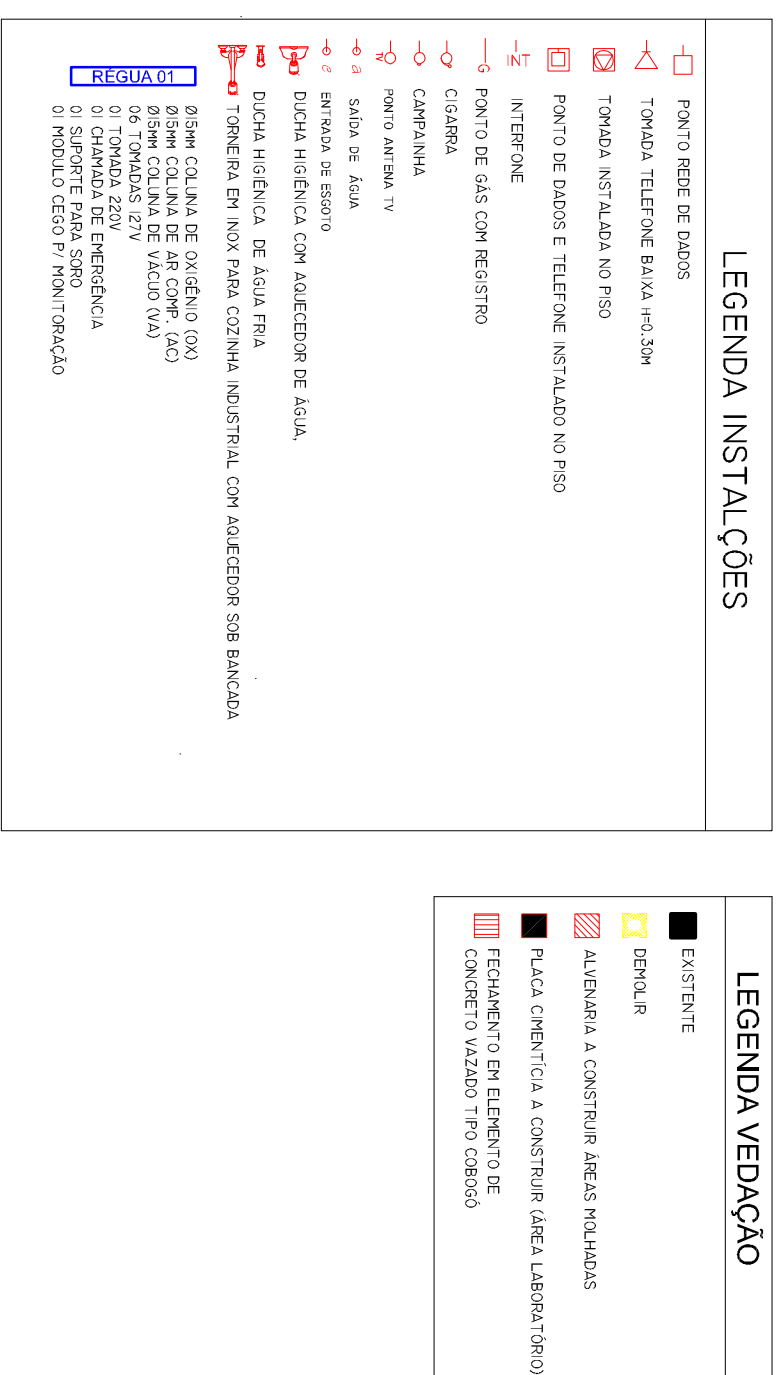 LEGENDA INSTALÇÕES
PONTO REDE DE DADOS
TOMADA TELEFONE BAIXA H=0.30M
TOMADA INSTALADA NO PISO
PONTO DE DADOS E TELEFONE INSTALADO NO PISO
INT
INTERFONE
G
PONTO DE GÁS COM REGISTRO
CIGARRA
CAMPAINHA
TV
PONTO ANTENA TV
a
SAÍDA DE ÁGUA
e
ENTRADA DE ESGOTO
DUCHA HIGIÊNICA COM AQUECEDOR DE ÁGUA,
DUCHA HIGIÊNICA DE ÁGUA FRIA
TORNEIRA EM INOX PARA COZINHA INDUSTRIAL COM AQUECEDOR SOB BANCADA
RÉGUA 01
Ø15MM COLUNA DE OXIGÊNIO (OX)
Ø15MM COLUNA DE AR COMP. (AC)
Ø15MM COLUNA DE VÁCUO (VA)
06 TOMADAS 127V
01 TOMADA 220V
01 CHAMADA DE EMERGÊNCIA
01 SUPORTE PARA SORO
01 MODULO CEGO P/ MONITORAÇÃO
LEGENDA VEDAÇÃO
EXISTENTE
DEMOLIR
ALVENARIA A CONSTRUIR ÁREAS MOLHADAS
PLACA CIMENTÍCIA A CONSTRUIR (ÁREA LABORATÓRIO)
FECHAMENTO EM ELEMENTO DE
CONCRETO VAZADO TIPO COBOGÓ